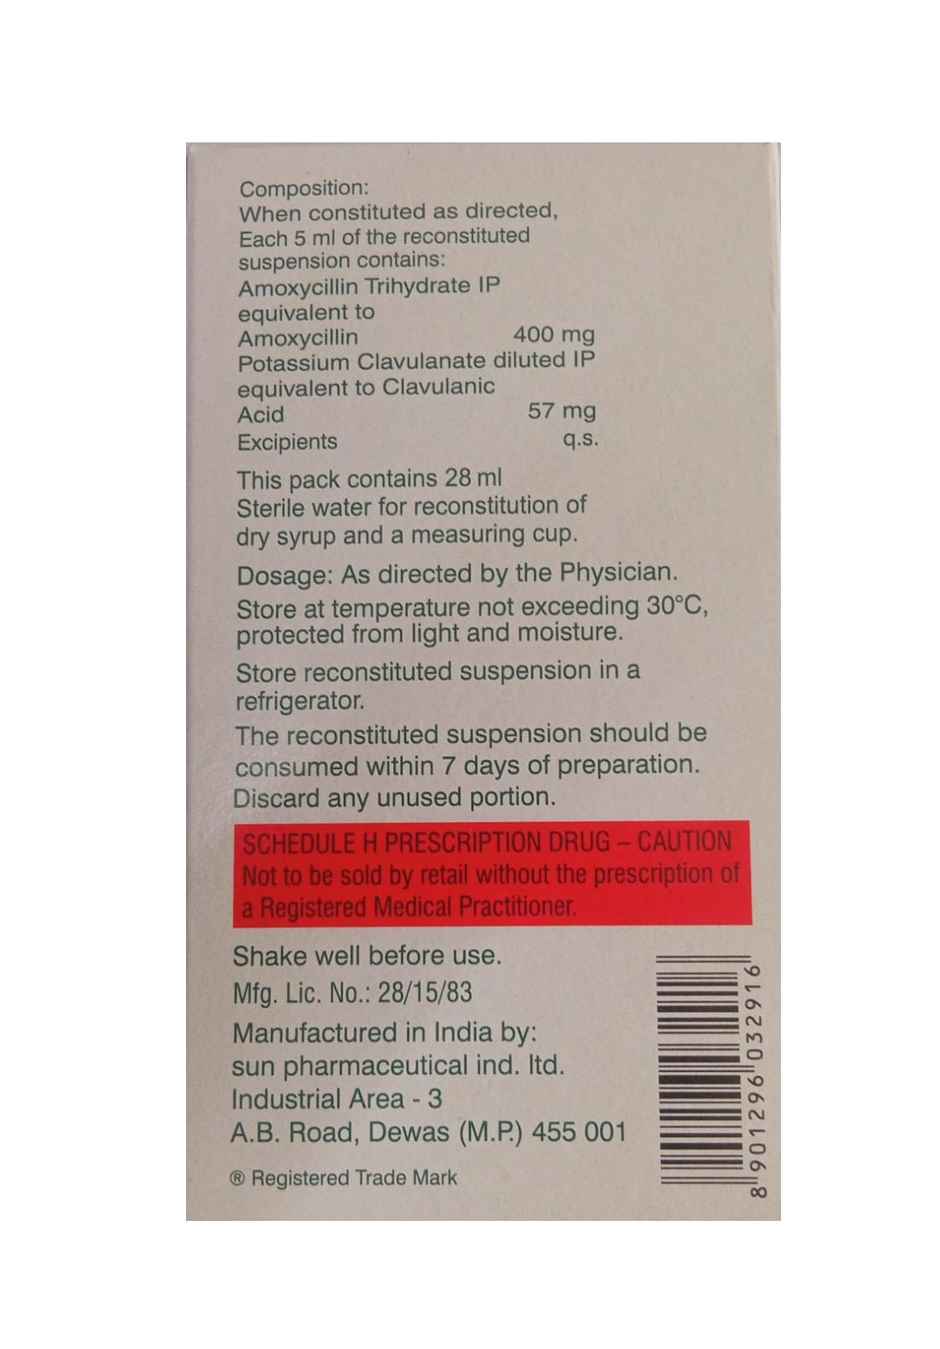 Composition:
When constituted as directed,
Each 5 ml of the reconstituted
suspension contains:
Amoxycillin Trihydrate IP
equivalent to
Amoxycillin 400 mg
Potassium Clavulanate diluted IP
equivalent to Clavulanic
Acid 57 mg
Excipients q.s.
This pack contains 28 ml
Sterile water for reconstitution of
dry syrup and a measuring cup.
Dosage: As directed by the Physician.
Store at temperature not exceeding 30°C,
protected from light and moisture.
Store reconstituted suspension in a
refrigerator.
The reconstituted suspension should be
consumed within 7 days of preparation.
Discard any unused portion.
SCHEDULE H PRESCRIPTION DRUG – CAUTION
Not to be sold by retail without the prescription of
a Registered Medical Practitioner.
Shake well before use.
Mfg. Lic. No.: 28/15/83
Manufactured in India by:
sun pharmaceutical ind. ltd.
Industrial Area - 3
A.B. Road, Dewas (M.P.) 455 001
® Registered Trade Mark
8 901296 032916